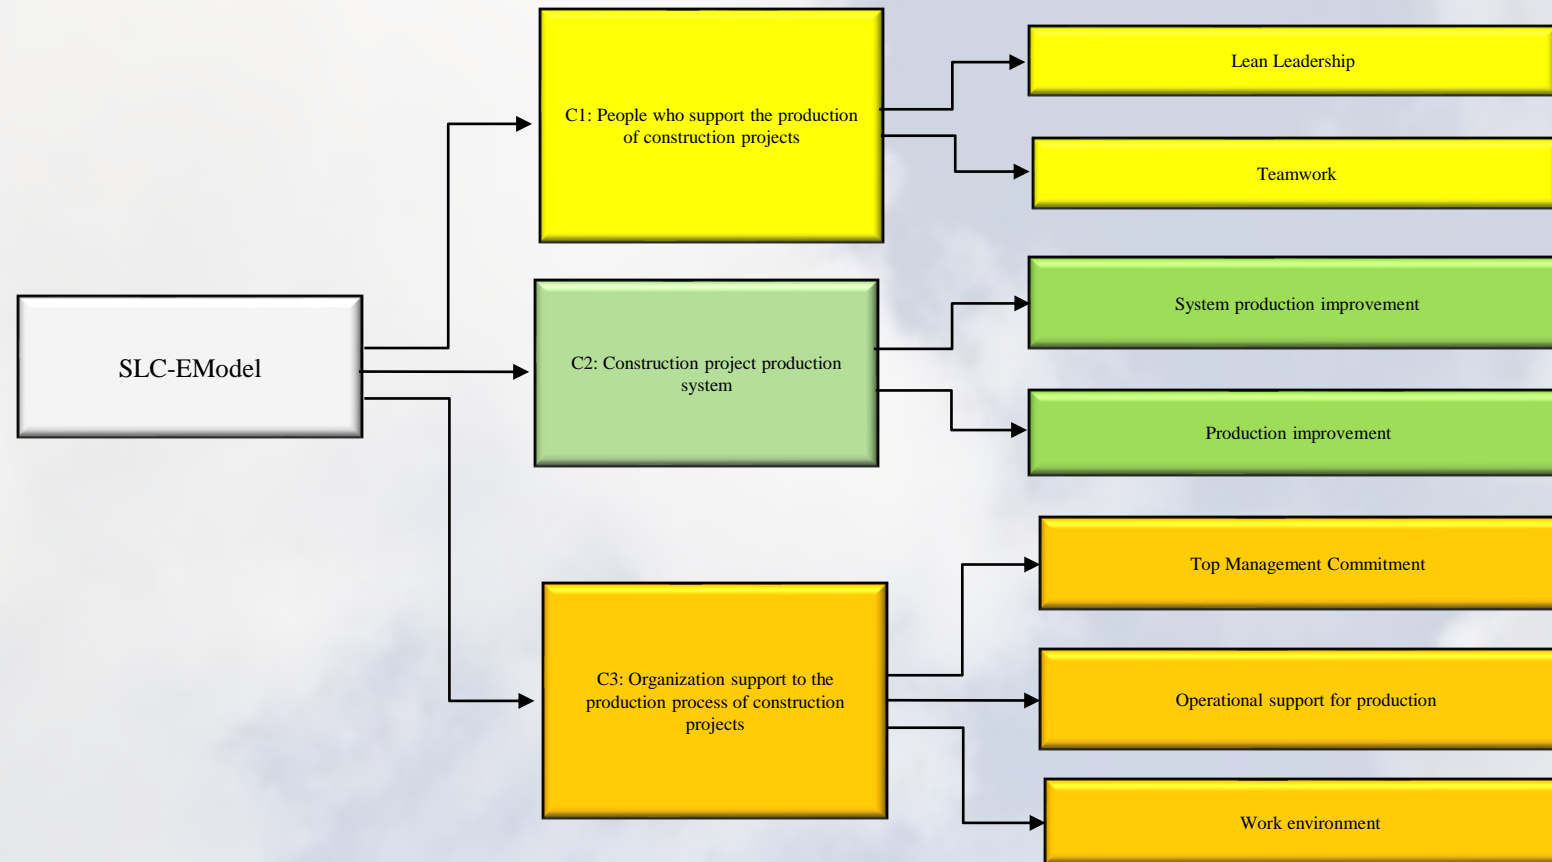 SLC-EModel
C1: People who support the production
of construction projects
Lean Leadership
Teamwork
C2: Construction project production
system
System production improvement
Production improvement
C3: Organization support to the
production process of construction
projects
Top Management Commitment
Operational support for production
Work environment